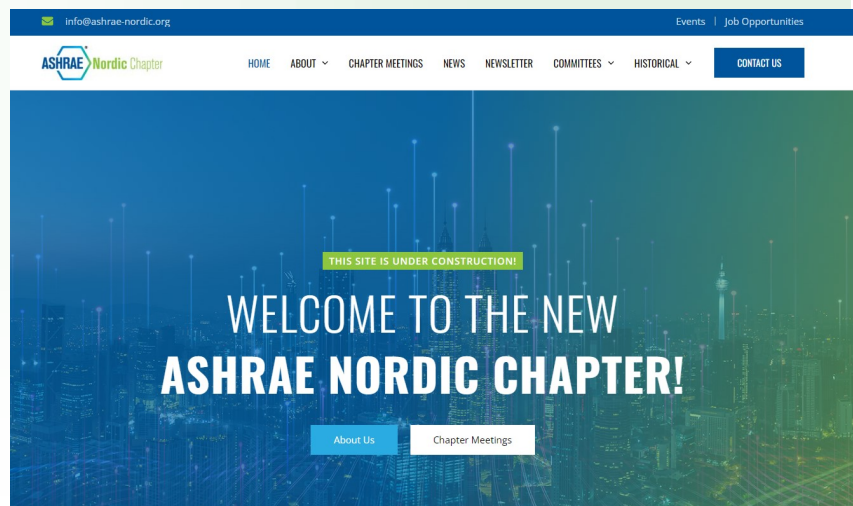 info@ashrae-nordic.org
Events | Job Opportunities
ASHRAE Nordic Chapter
HOME ABOUT CHAPTER MEETINGS NEWS NEWSLETTER COMMITTEES HISTORICAL CONTACT US
THIS SITE IS UNDER CONSTRUCTION!
WELCOME TO THE NEW
ASHRAE NORDIC CHAPTER!
About Us
Chapter Meetings